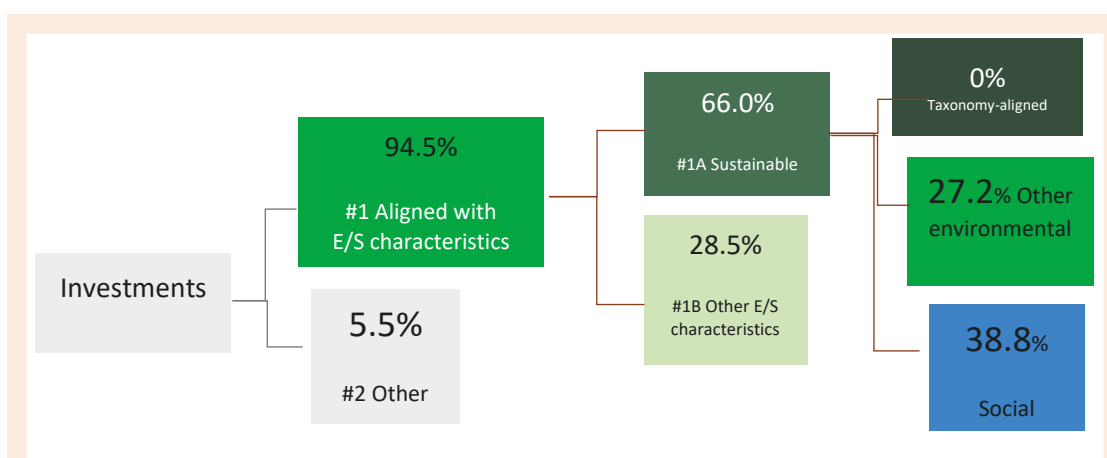 Investments
94.5%
#1 Aligned with
E/S characteristics
5.5%
#2 Other
66.0%
#1A Sustainable
28.5%
#1B Other E/S
characteristics
0%
Taxonomy-aligned
27.2% Other
environmental
38.8%
Social